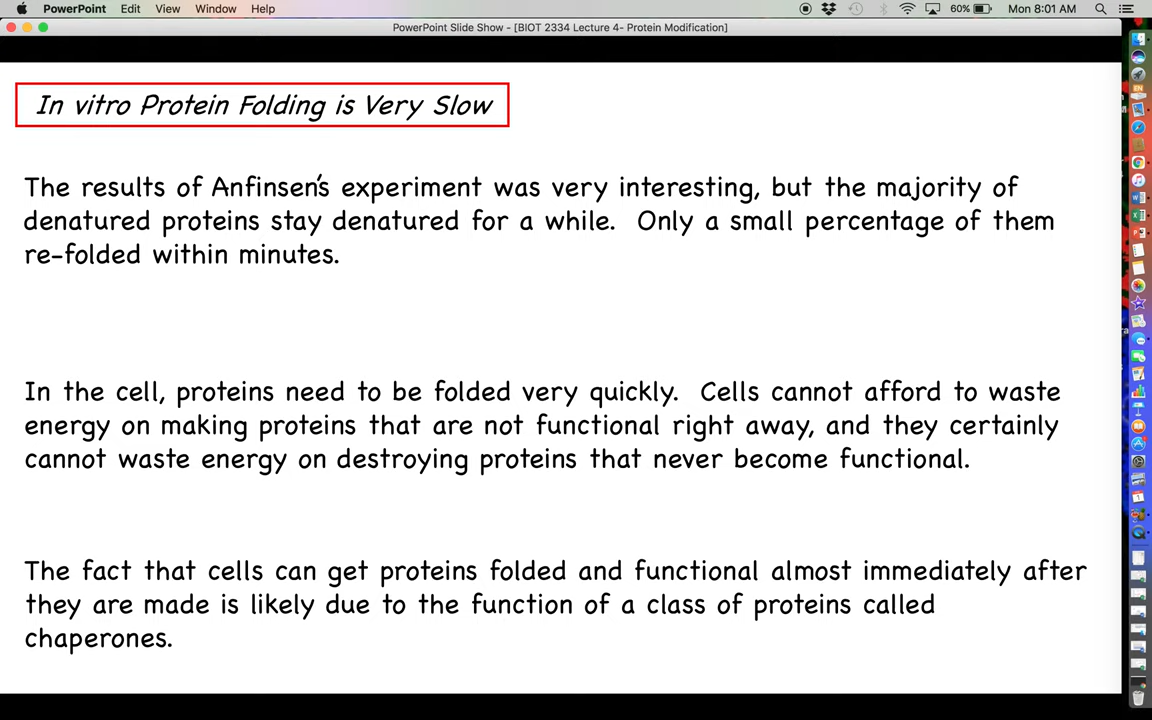 PowerPoint Edit View Window Help 60% Mon 8:01 AM
PowerPoint Slide Show - [BIOT 2334 Lecture 4- Protein Modification]
In vitro Protein Folding is Very Slow
The results of Anfinsen's experiment was very interesting, but the majority of
denatured proteins stay denatured for a while. Only a small percentage of them
re-folded within minutes.
In the cell, proteins need to be folded very quickly. Cells cannot afford to waste
energy on making proteins that are not functional right away, and they certainly
cannot waste energy on destroying proteins that never become functional.
The fact that cells can get proteins folded and functional almost immediately after
they are made is likely due to the function of a class of proteins called
chaperones.